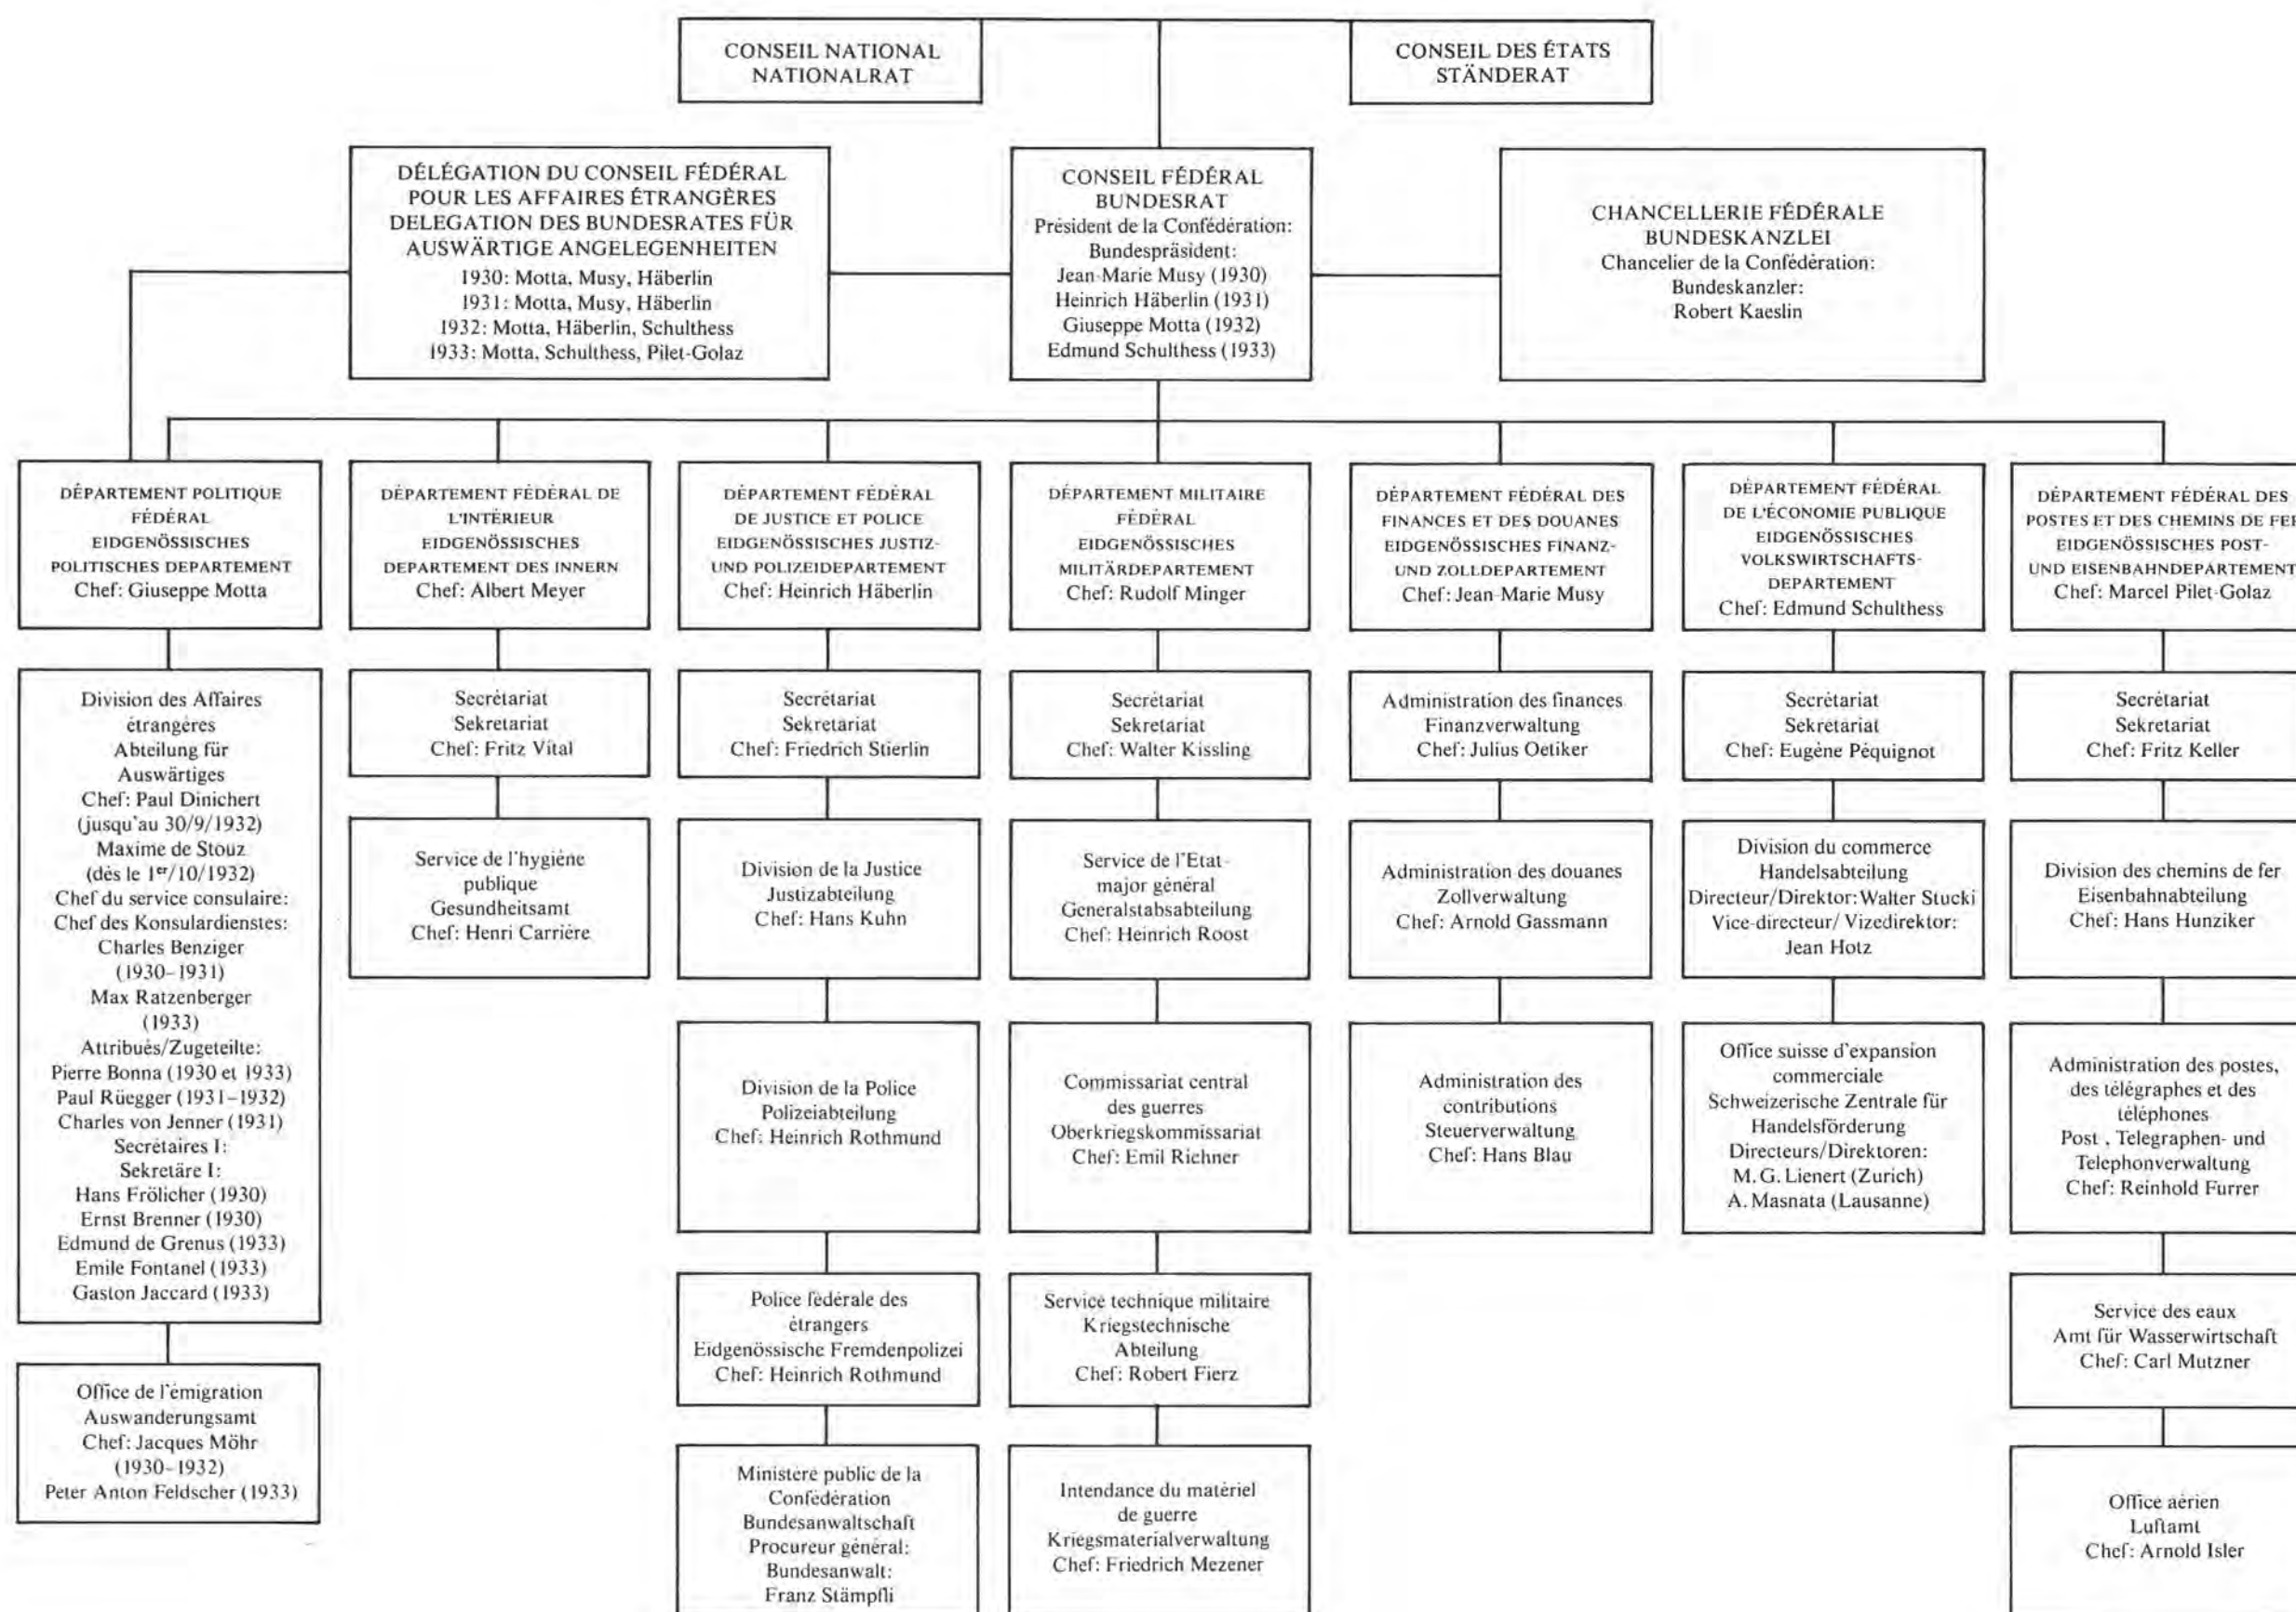 CONSEIL NATIONAL
NATIONALRAT
CONSEIL DES ÉTATS
STÄNDERAT
DÉLÉGATION DU CONSEIL FÉDÉRAL
POUR LES AFFAIRES ÉTRANGÈRES
DELEGATION DES BUNDESRATES FÜR
AUSWÄRTIGE ANGELEGENHEITEN
1930: Motta, Musy, Häberlin
1931: Motta, Musy, Häberlin
1932: Motta, Häberlin, Schulthess
1933: Motta, Schulthess, Pilet-Golaz
CONSEIL FÉDÉRAL
BUNDESRAT
Président de la Confédération:
Bundespräsident:
Jean-Marie Musy (1930)
Heinrich Häberlin (1931)
Giuseppe Motta (1932)
Edmund Schulthess (1933)
CHANCELLERIE FÉDÉRALE
BUNDESKANZLEI
Chancelier de la Confédération:
Bundeskanzler:
Robert Kaeslin
DÉPARTEMENT POLITIQUE
FÉDÉRAL
EIDGENÖSSISCHES
POLITISCHES DEPARTEMENT
Chef: Giuseppe Motta
DÉPARTEMENT FÉDÉRAL DE
L'INTÉRIEUR
EIDGENÖSSISCHES
DEPARTEMENT DES INNERN
Chef: Albert Meyer
DÉPARTEMENT FÉDÉRAL
DE JUSTICE ET POLICE
EIDGENÖSSISCHES JUSTIZ-
UND POLIZEIDEPARTEMENT
Chef: Heinrich Häberlin
DÉPARTEMENT MILITAIRE
FÉDÉRAL
EIDGENÖSSISCHES
MILITÄRDEPARTEMENT
Chef: Rudolf Minger
DÉPARTEMENT FÉDÉRAL DES
FINANCES ET DES DOUANES
EIDGENÖSSISCHES FINANZ-
UND ZOLLDEPARTEMENT
Chef: Jean-Marie Musy
DÉPARTEMENT FÉDÉRAL
DE L'ÉCONOMIE PUBLIQUE
EIDGENÖSSISCHES
VOLKSWIRTSCHAFTS-
DEPARTEMENT
Chef: Edmund Schulthess
DÉPARTEMENT FÉDÉRAL DES
POSTES ET DES CHEMINS DE FER
EIDGENÖSSISCHES POST-
UND EISENBAHNDEPARTEMENT
Chef: Marcel Pilet-Golaz
Division des Affaires
étrangères
Abteilung für
Auswärtiges
Chef: Paul Dinichert
(jusqu'au 30/9/1932)
Maxime de Stouz
(dès le 1er/10/1932)
Chef du service consulaire:
Chef des Konsulardienstes:
Charles Benziger
(1930-1931)
Max Ratzenberger
(1933)
Attribués/Zugeteilte:
Pierre Bonna (1930 et 1933)
Paul Rüegger (1931-1932)
Charles von Jenner (1931)
Secrétaires I:
Sekretäre I:
Hans Frölicher (1930)
Ernst Brenner (1930)
Edmund de Grenus (1933)
Emile Fontanel (1933)
Gaston Jaccard (1933)
Office de l'émigration
Auswanderungsamt
Chef: Jacques Möhr
(1930-1932)
Peter Anton Feldscher (1933)
Secrétariat
Sekretariat
Chef: Fritz Vital
Service de l'hygiène
publique
Gesundheitsamt
Chef: Henri Carrière
Secrétariat
Sekretariat
Chef: Friedrich Stierlin
Division de la Justice
Justizabteilung
Chef: Hans Kuhn
Division de la Police
Polizeiabteilung
Chef: Heinrich Rothmund
Police fédérale des
étrangers
Eidgenössische Fremdenpolizei
Chef: Heinrich Rothmund
Ministère public de la
Confédération
Bundesanwaltschaft
Procureur général:
Bundesanwalt:
Franz Stämpfli
Secrétariat
Sekretariat
Chef: Walter Kissling
Service de l'Etat-
major général
Generalstabsabteilung
Chef: Heinrich Roost
Commissariat central
des guerres
Oberkriegskommissariat
Chef: Emil Richner
Service technique militaire
Kriegstechnische
Abteilung
Chef: Robert Fierz
Intendance du matériel
de guerre
Kriegsmaterialverwaltung
Chef: Friedrich Mezener
Administration des finances
Finanzverwaltung
Chef: Julius Oetiker
Administration des douanes
Zollverwaltung
Chef: Arnold Gassmann
Administration des
contributions
Steuerverwaltung
Chef: Hans Blau
Secrétariat
Sekretariat
Chef: Eugène Péquignot
Division du commerce
Handelsabteilung
Directeur/Direktor: Walter Stucki
Vice-directeur/ Vizedirektor:
Jean Hotz
Office suisse d'expansion
commerciale
Schweizerische Zentrale für
Handelsförderung
Directeurs/Direktoren:
M. G. Lienert (Zurich)
A. Masnata (Lausanne)
Secrétariat
Sekretariat
Chef: Fritz Keller
Division des chemins de fer
Eisenbahnabteilung
Chef: Hans Hunziker
Administration des postes,
des télégraphes et des
téléphones
Post-, Telegraphen- und
Telephonverwaltung
Chef: Reinhold Furrer
Service des eaux
Amt für Wasserwirtschaft
Chef: Carl Mutzner
Office aérien
Luftamt
Chef: Arnold Isler